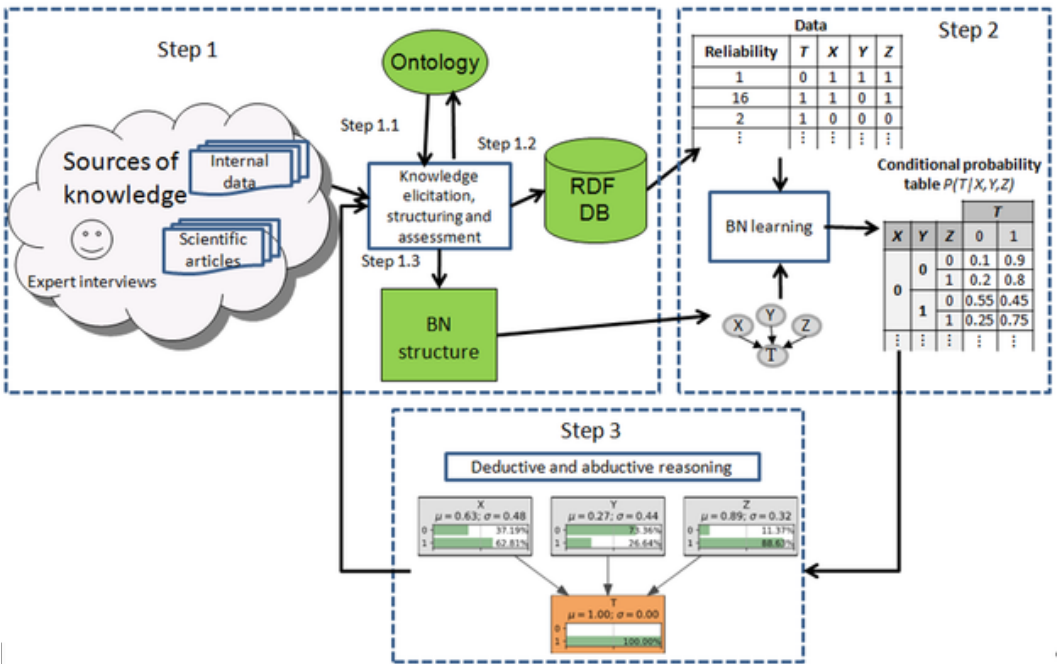 Step 1
Ontology
Step 1.1
Step 1.2
Sources of
knowledge
Internal
data
Scientific
articles
Expert interviews
Knowledge
elicitation,
structuring and
assessment
RDF
DB
Step 1.3
BN
structure
Step 2
Data
Reliability T X Y Z
1 0 1 1 1
16 1 1 0 1
2 1 0 0 0
⋮ ⋮ ⋮ ⋮ ⋮
BN learning
X Y Z
T
Conditional probability
table P(T|X,Y,Z)
T
X Y Z 0 1
0 0 0 0.1 0.9
1 0.2 0.8
1 0 0.55 0.45
1 0.25 0.75
⋮ ⋮ ⋮ ⋮ ⋮
Step 3
Deductive and abductive reasoning
X
μ = 0.63; σ = 0.48
0 37.19%
1 62.81%
Y
μ = 0.27; σ = 0.44
0 73.36%
1 26.64%
Z
μ = 0.89; σ = 0.32
0 11.37%
1 88.63%
T
μ = 1.00; σ = 0.00
0
1 100.00%